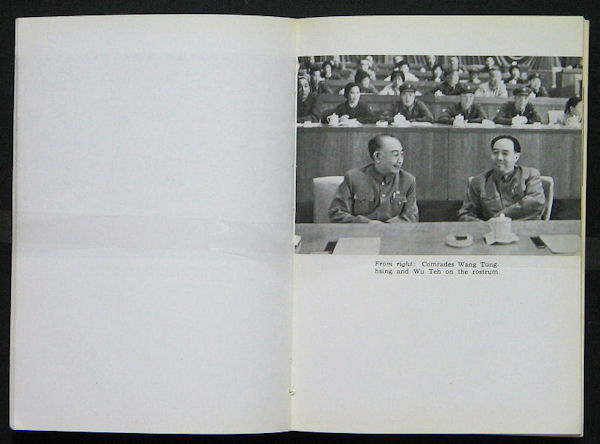 From right: Comrades Wang Tung-
hsing and Wu Teh on the rostrum.